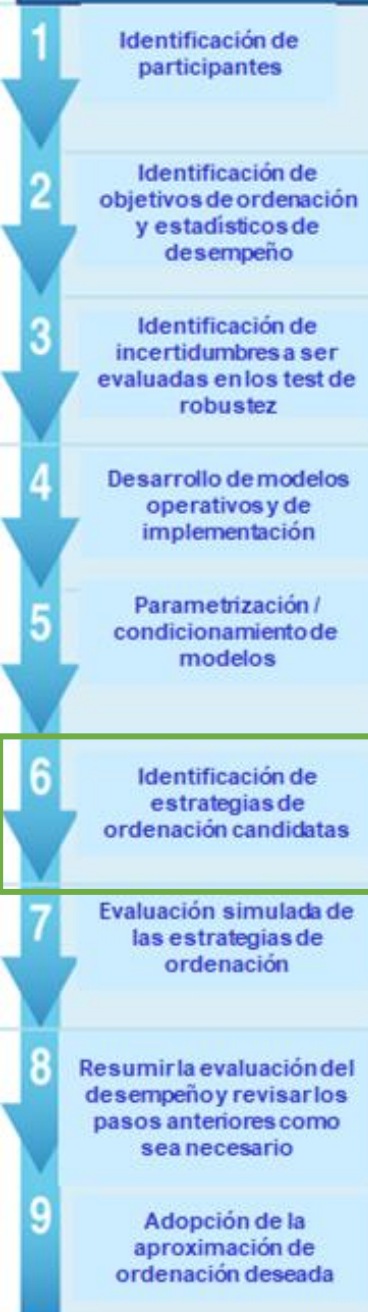 1
Identificación de
participantes
2
Identificación de
objetivos de ordenación
y estadísticos de
desempeño
3
Identificación de
incertidumbres a ser
evaluadas en los test de
robustez
4
Desarrollo de modelos
operativos y de
implementación
5
Parametrización /
condicionamiento de
modelos
6
Identificación de
estrategias de
ordenación candidatas
7
Evaluación simulada de
las estrategias de
ordenación
8
Resumir la evaluación del
desempeño y revisar los
pasos anteriores como
sea necesario
9
Adopción de la
aproximación de
ordenación deseada